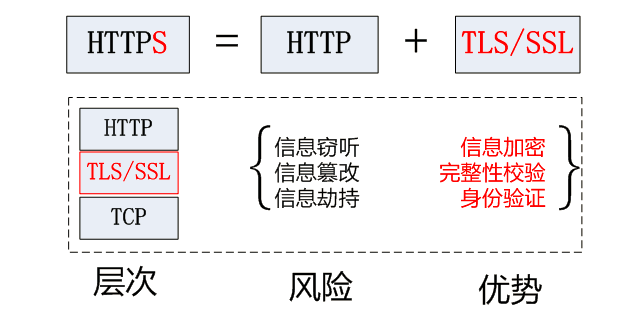 HTTPS = HTTP + TLS/SSL
HTTP
TLS/SSL
TCP
信息窃听
信息篡改
信息劫持
信息加密
完整性校验
身份验证
层次
风险
优势